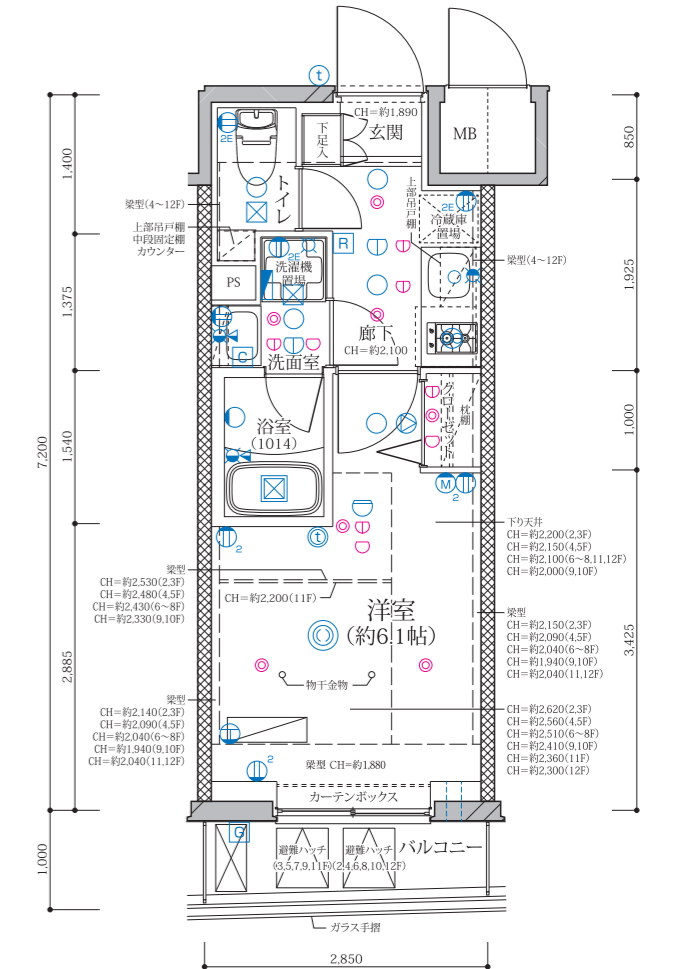 t
CH=約1,890
玄関
MB
下足入
2E
トイレ
850
1,400
梁型(4～12F)
上部吊戸棚
中段固定棚
カウンター
上部吊戸棚
2E
冷蔵庫
置場
R
2E
洗濯機
置場
PS
梁型(4～12F)
1,925
1,375
廊下
CH=約2,100
C
洗面室
浴室
(1014)
クローゼット
枕棚
1,000
7,200
1,540
M
2
2
t
下り天井
CH=約2,200(2,3F)
CH=約2,150(4,5F)
CH=約2,100(6～8,11,12F)
CH=約2,000(9,10F)
梁型
CH=約2,530(2,3F)
CH=約2,480(4,5F)
CH=約2,430(6～8F)
CH=約2,330(9,10F)
CH=約2,200(11F)
洋室
(約6.1帖)
梁型
CH=約2,150(2,3F)
CH=約2,090(4,5F)
CH=約2,040(6～8F)
CH=約1,940(9,10F)
CH=約2,040(11,12F)
3,425
2,885
物干金物
梁型
CH=約2,140(2,3F)
CH=約2,090(4,5F)
CH=約2,040(6～8F)
CH=約1,940(9,10F)
CH=約2,040(11,12F)
CH=約2,620(2,3F)
CH=約2,560(4,5F)
CH=約2,510(6～8F)
CH=約2,410(9,10F)
CH=約2,360(11F)
CH=約2,300(12F)
2
梁型 CH=約1,880
カーテンボックス
G
避難ハッチ
(3,5,7,9,11F)
避難ハッチ
(2,4,6,8,10,12F)
バルコニー
1,000
ガラス手摺
2,850